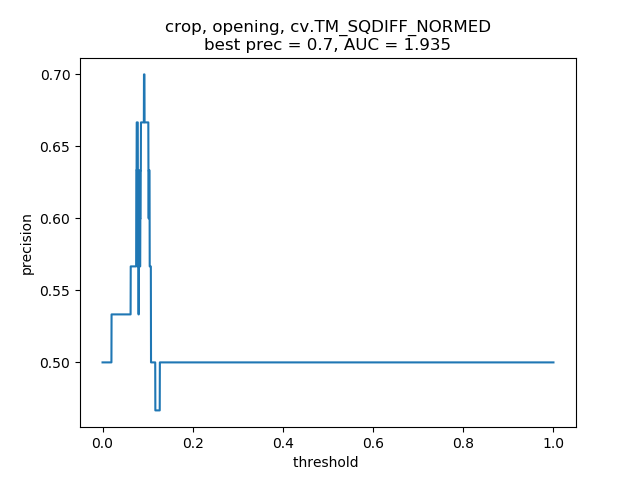 crop, opening, cv.TM_SQDIFF_NORMED
best prec = 0.7, AUC = 1.935
0.70
0.65
0.60
0.55
0.50
precision
0.0 0.2 0.4 0.6 0.8 1.0
threshold